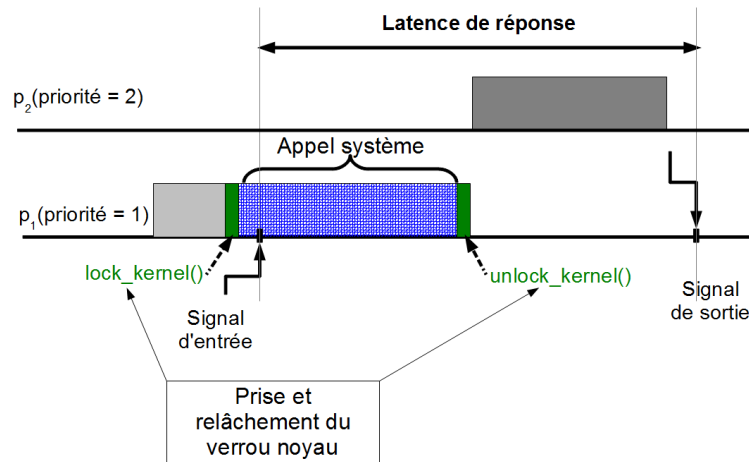 Latence de réponse
p2(priorité = 2)
Appel système
p1(priorité = 1)
lock_kernel()
unlock_kernel()
Signal
d'entrée
Signal
de sortie
Prise et
relâchement du
verrou noyau